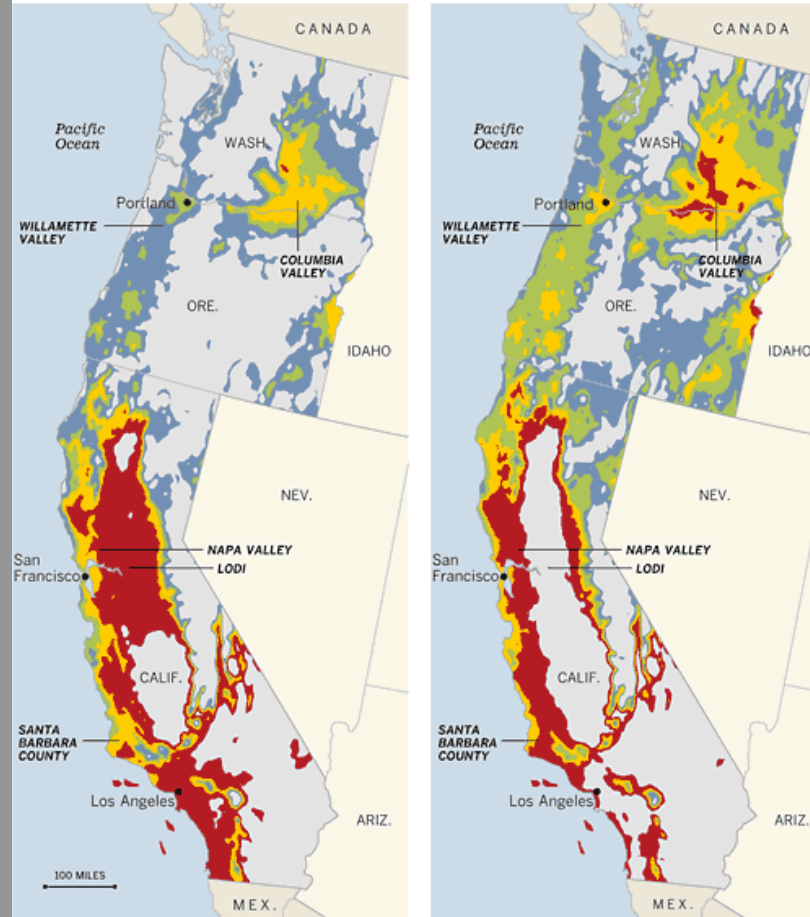 CANADA
Pacific
Ocean
WASH.
Portland
WILLAMETTE
VALLEY
COLUMBIA
VALLEY
ORE.
IDAHO
NEV.
NAPA VALLEY
LODI
San
Francisco
CALIF.
SANTA
BARBARA
COUNTY
Los Angeles
ARIZ.
100 MILES
MEX.
CANADA
Pacific
Ocean
WASH.
Portland
WILLAMETTE
VALLEY
COLUMBIA
VALLEY
ORE.
IDAHO
NEV.
NAPA VALLEY
LODI
San
Francisco
CALIF.
SANTA
BARBARA
COUNTY
Los Angeles
ARIZ.
MEX.